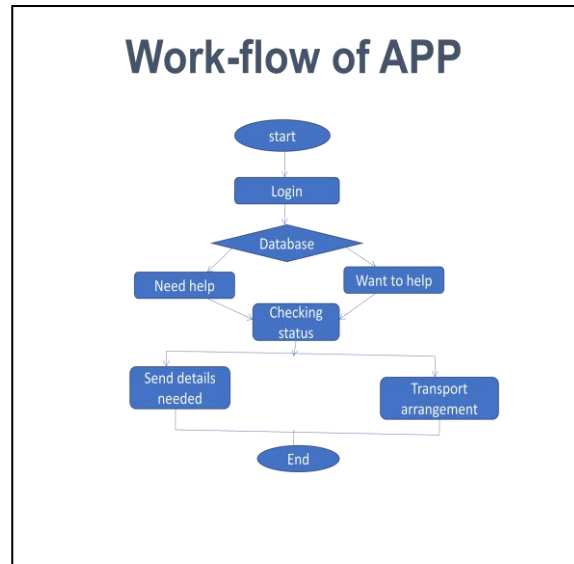 Work-flow of APP
start
Login
Database
Need help
Want to help
Checking
status
Send details
needed
Transport
arrangement
End